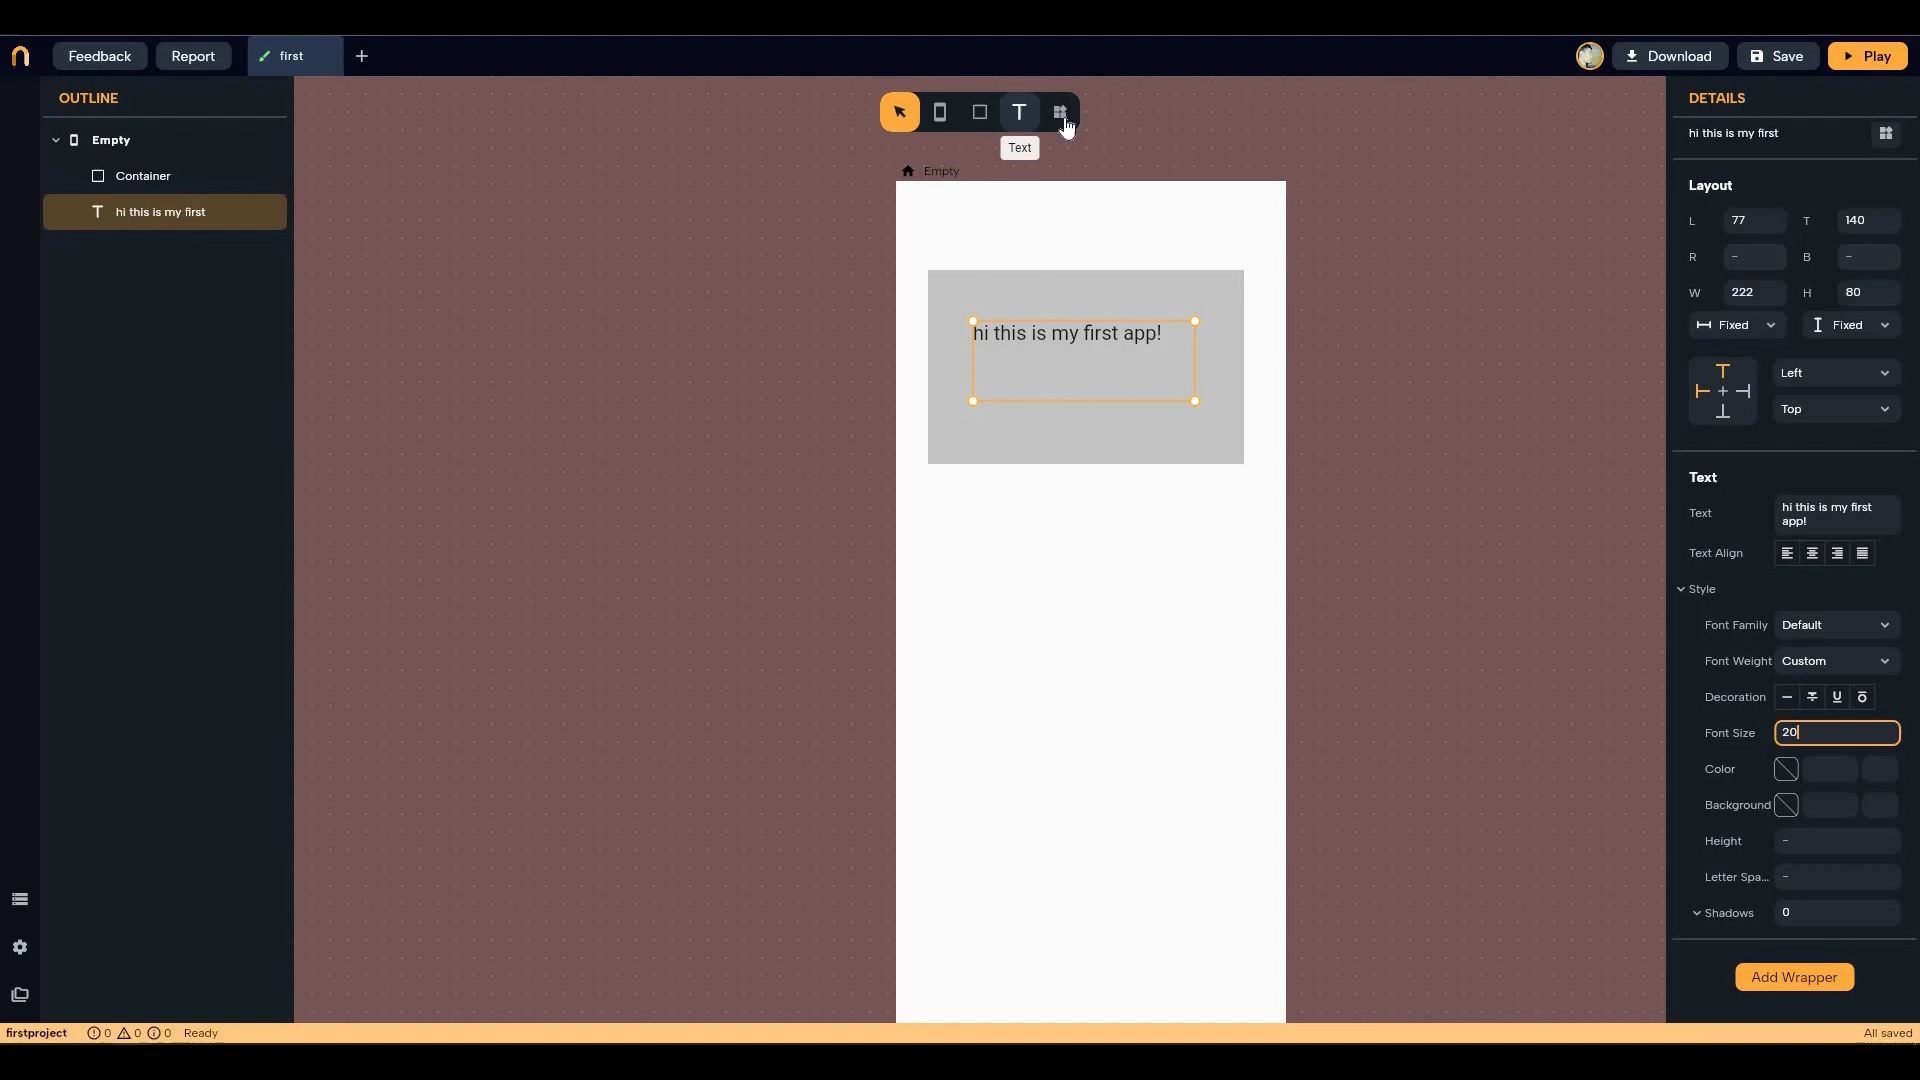 Feedback
Report
first
Download
Save
Play
OUTLINE
Empty
Container
hi this is my first
Text
Empty
hi this is my first app!
DETAILS
hi this is my first
Layout
L 77 T 140
R - B -
W 222 H 80
Fixed Fixed
Left
Top
Text
Text hi this is my first
app!
Text Align
Style
Font Family Default
Font Weight Custom
Decoration
Font Size 20
Color
Background
Height -
Letter Spa... -
Shadows 0
Add Wrapper
firstproject 0 0 0 Ready
All saved